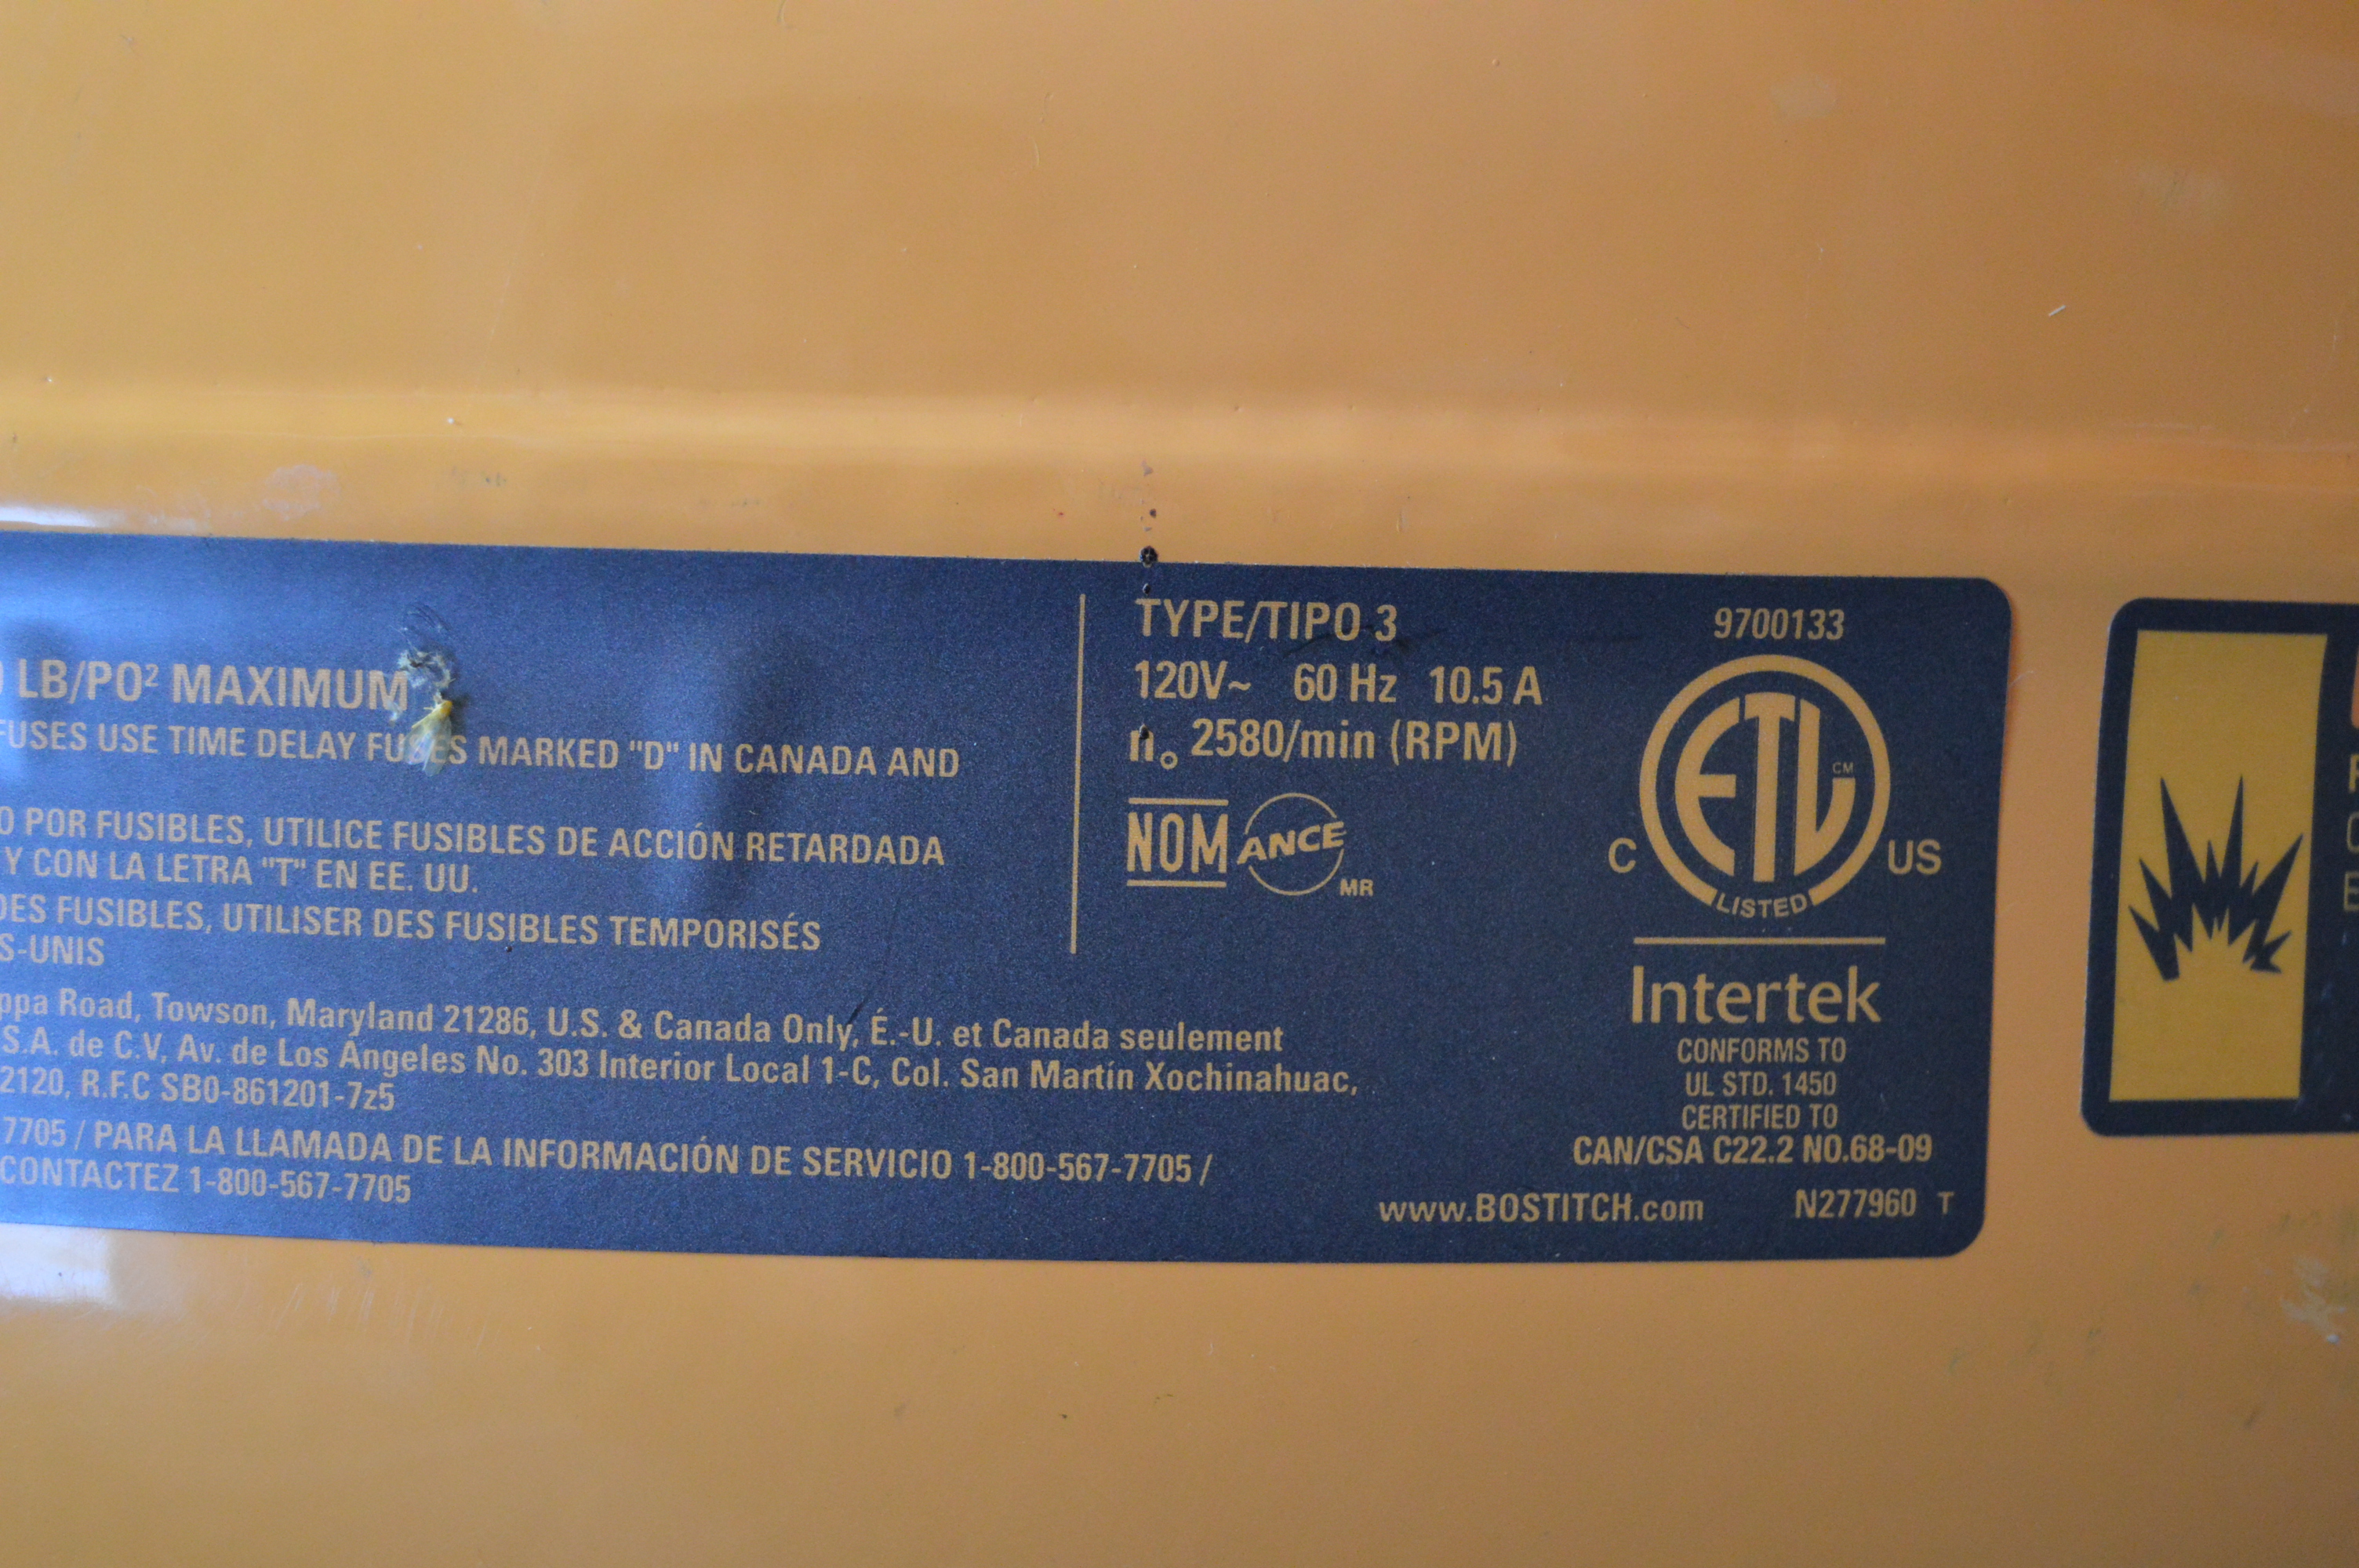 LB/PO² MAXIMUM
FUSES USE TIME DELAY FUSES MARKED "D" IN CANADA AND
O POR FUSIBLES, UTILICE FUSIBLES DE ACCIÓN RETARDADA
Y CON LA LETRA "T" EN EE. UU.
DES FUSIBLES, UTILISER DES FUSIBLES TEMPORISÉS
S-UNIS
ppa Road, Towson, Maryland 21286, U.S. & Canada Only, É.-U. et Canada seulement
S.A. de C.V, Av. de Los Ángeles No. 303 Interior Local 1-C, Col. San Martín Xochinahuac,
2120, R.F.C SB0-861201-7z5
7705 / PARA LA LLAMADA DE LA INFORMACIÓN DE SERVICIO 1-800-567-7705 /
CONTACTEZ 1-800-567-7705
TYPE/TIPO 3
120V~ 60 Hz 10.5 A
n₀ 2580/min (RPM)
NOM ANCE MR
9700133
ETL CM
C US
LISTED
Intertek
CONFORMS TO
UL STD. 1450
CERTIFIED TO
CAN/CSA C22.2 NO.68-09
www.BOSTITCH.com N277960 T